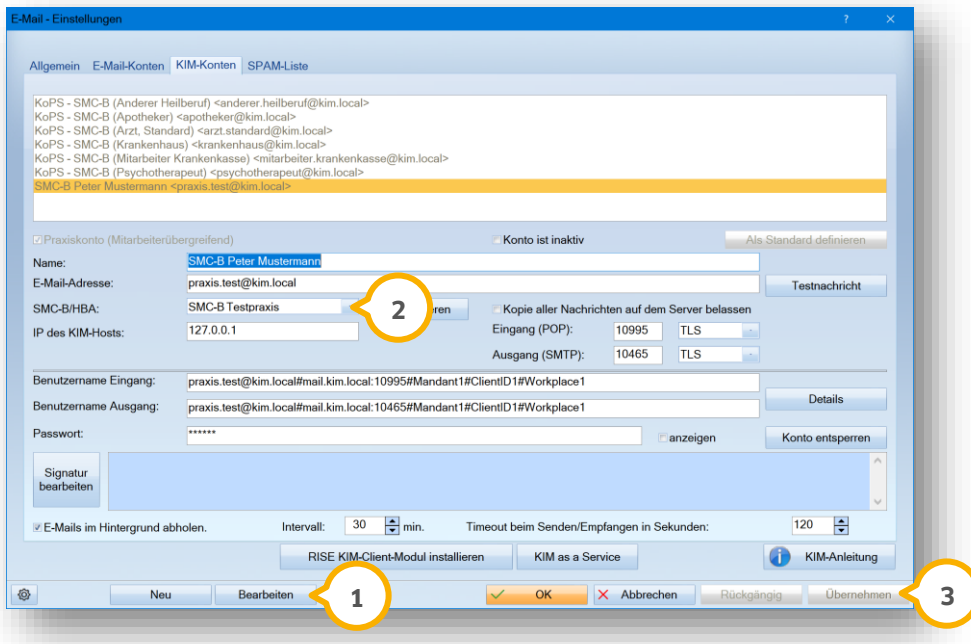 E-Mail - Einstellungen ? ×
Allgemein E-Mail-Konten KIM-Konten SPAM-Liste
KoPS - SMC-B (Anderer Heilberuf) <anderer.heilberuf@kim.local>
KoPS - SMC-B (Apotheker) <apotheker@kim.local>
KoPS - SMC-B (Arzt, Standard) <arzt.standard@kim.local>
KoPS - SMC-B (Krankenhaus) <krankenhaus@kim.local>
KoPS - SMC-B (Mitarbeiter Krankenkasse) <mitarbeiter.krankenkasse@kim.local>
KoPS - SMC-B (Psychotherapeut) <psychotherapeut@kim.local>
SMC-B Peter Mustermann <praxis.test@kim.local>
Praxiskonto (Mitarbeiterübergreifend) Konto ist inaktiv Als Standard definieren
Name: SMC-B Peter Mustermann
E-Mail-Adresse: praxis.test@kim.local Testnachricht
SMC-B/HBA: SMC-B Testpraxis 2 ren Kopie aller Nachrichten auf dem Server belassen
IP des KIM-Hosts: 127.0.0.1 Eingang (POP): 10995 TLS
Ausgang (SMTP): 10465 TLS
Benutzername Eingang: praxis.test@kim.local#mail.kim.local:10995#Mandant1#ClientID1#Workplace1
Benutzername Ausgang: praxis.test@kim.local#mail.kim.local:10465#Mandant1#ClientID1#Workplace1 Details
Passwort: ****** anzeigen Konto entsperren
Signatur
bearbeiten
E-Mails im Hintergrund abholen. Intervall: 30 min. Timeout beim Senden/Empfangen in Sekunden: 120
RISE KIM-Client-Modul installieren KIM as a Service KIM-Anleitung
Neu Bearbeiten 1 OK Abbrechen Rückgängig Übernehmen 3